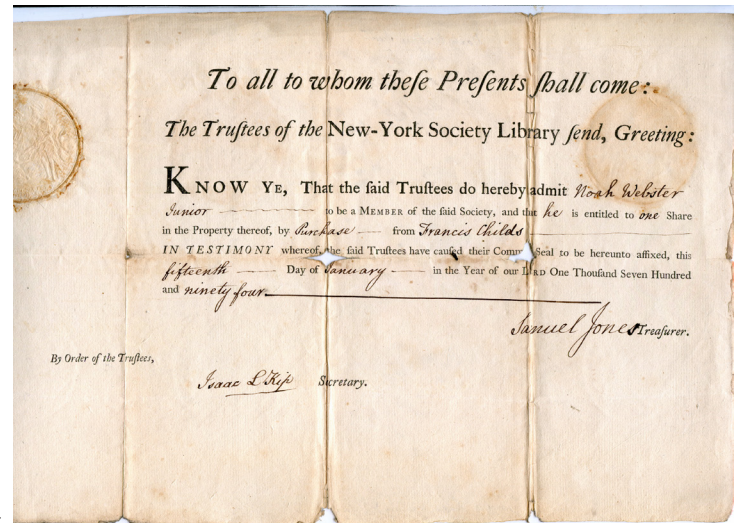 To all to whom theſe Preſents ſhall come:
The Truſtees of the New-York Society Library ſend, Greeting:
KNOW YE, That the ſaid Truſtees do hereby admit Noah Webster
Junior to be a MEMBER of the ſaid Society, and that he is entitled to one Share
in the Property thereof, by Purchase from Francis Childs
IN TESTIMONY whereof, the ſaid Truſtees have cauſed their Common Seal to be hereunto affixed, this
fifteenth Day of January in the Year of our LORD One Thouſand Seven Hundred
and ninety four
Samuel Jones Treaſurer.
By Order of the Truſtees,
Isaac L Kip Secretary.